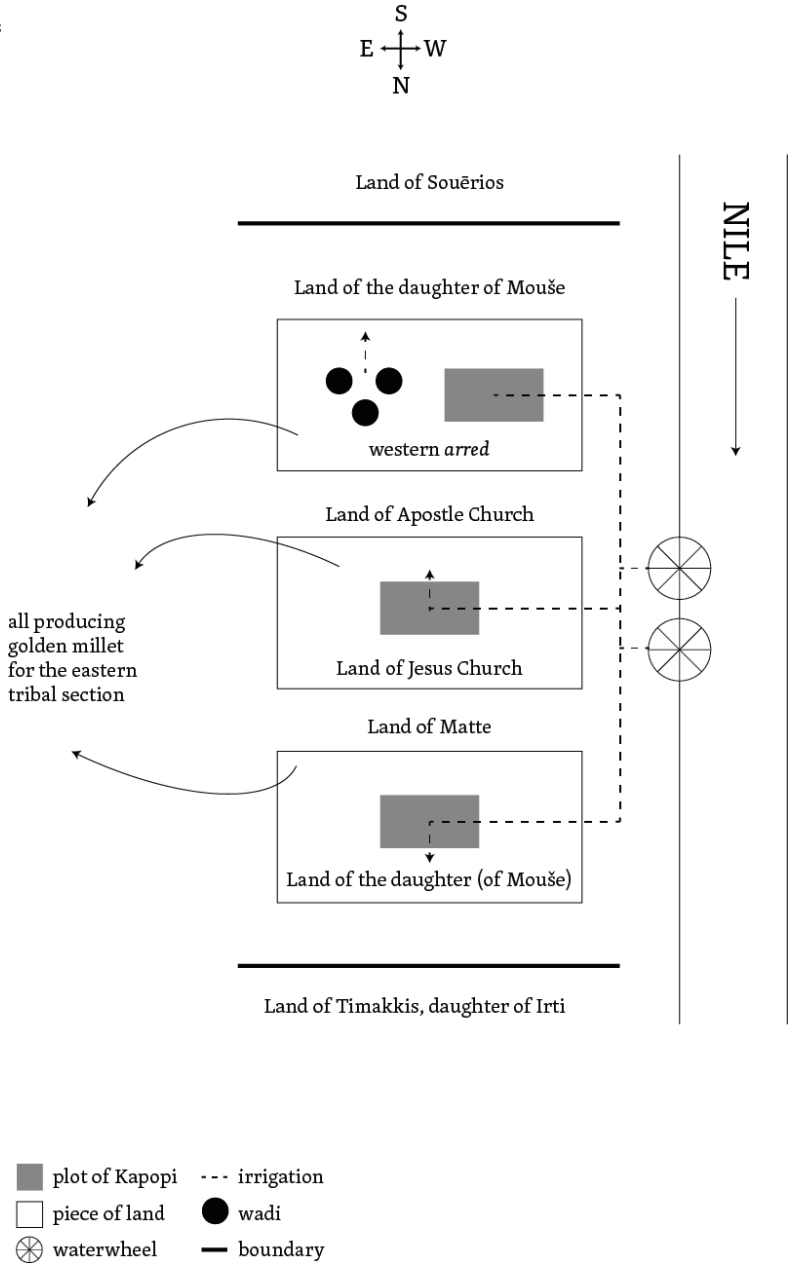 S
E W
N
NILE
Land of Souērios
Land of the daughter of Mouše
western arred
Land of Apostle Church
all producing
golden millet
for the eastern
tribal section
Land of Jesus Church
Land of Matte
Land of the daughter (of Mouše)
Land of Timakkis, daughter of Irti
plot of Kapopi
irrigation
piece of land
wadi
waterwheel
boundary